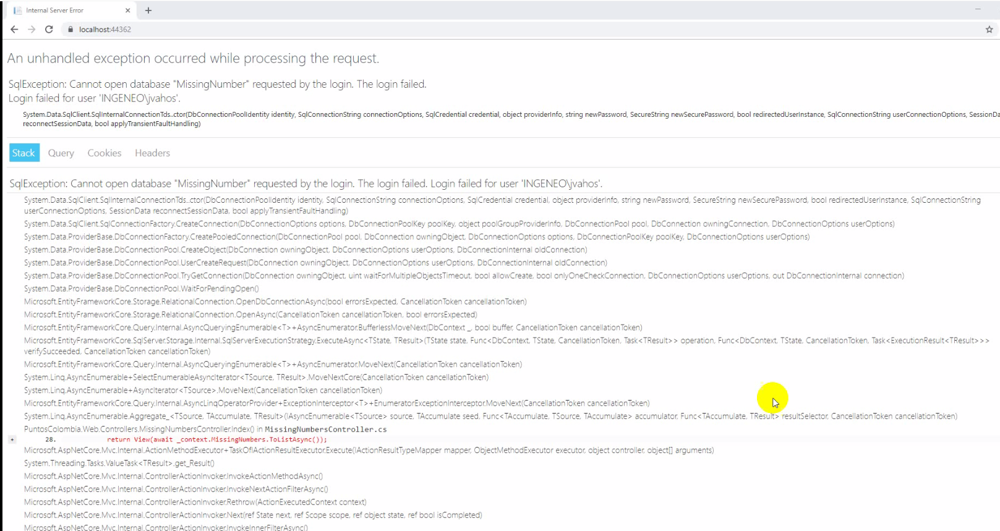 Internal Server Error
localhost:44362
An unhandled exception occurred while processing the request.
SqlException: Cannot open database "MissingNumber" requested by the login. The login failed.
Login failed for user 'INGENEO\jvahos'.
System.Data.SqlClient.SqlInternalConnectionTds..ctor(DbConnectionPoolIdentity identity, SqlConnectionString connectionOptions, SqlCredential credential, object providerInfo, string newPassword, SecureString newSecurePassword, bool redirectedUserInstance, SqlConnectionString userConnectionOptions, SessionDa
reconnectSessionData, bool applyTransientFaultHandling)
Stack Query Cookies Headers
SqlException: Cannot open database "MissingNumber" requested by the login. The login failed. Login failed for user 'INGENEO\jvahos'.
System.Data.SqlClient.SqlInternalConnectionTds..ctor(DbConnectionPoolIdentity identity, SqlConnectionString connectionOptions, SqlCredential credential, object providerInfo, string newPassword, SecureString newSecurePassword, bool redirectedUserInstance, SqlConnectionString
userConnectionOptions, SessionData reconnectSessionData, bool applyTransientFaultHandling)
System.Data.SqlClient.SqlConnectionFactory.CreateConnection(DbConnectionOptions options, DbConnectionPoolKey poolKey, object poolGroupProviderInfo, DbConnectionPool pool, DbConnection owningConnection, DbConnectionOptions userOptions)
System.Data.ProviderBase.DbConnectionFactory.CreatePooledConnection(DbConnectionPool pool, DbConnection owningObject, DbConnectionOptions options, DbConnectionPoolKey poolKey, DbConnectionOptions userOptions)
System.Data.ProviderBase.DbConnectionPool.CreateObject(DbConnection owningObject, DbConnectionOptions userOptions, DbConnectionInternal oldConnection)
System.Data.ProviderBase.DbConnectionPool.UserCreateRequest(DbConnection owningObject, DbConnectionOptions userOptions, DbConnectionInternal oldConnection)
System.Data.ProviderBase.DbConnectionPool.TryGetConnection(DbConnection owningObject, uint waitForMultipleObjectsTimeout, bool allowCreate, bool onlyOneCheckConnection, DbConnectionOptions userOptions, out DbConnectionInternal connection)
System.Data.ProviderBase.DbConnectionPool.WaitForPendingOpen()
Microsoft.EntityFrameworkCore.Storage.RelationalConnection.OpenDbConnectionAsync(bool errorsExpected, CancellationToken cancellationToken)
Microsoft.EntityFrameworkCore.Storage.RelationalConnection.OpenAsync(CancellationToken cancellationToken, bool errorsExpected)
Microsoft.EntityFrameworkCore.Query.Internal.AsyncQueryingEnumerable<T>+AsyncEnumerator.BufferlessMoveNext(DbContext _, bool buffer, CancellationToken cancellationToken)
Microsoft.EntityFrameworkCore.SqlServer.Storage.Internal.SqlServerExecutionStrategy.ExecuteAsync<TState, TResult>(TState state, Func<DbContext, TState, CancellationToken, Task<TResult>> operation, Func<DbContext, TState, CancellationToken, Task<ExecutionResult<TResult>>>
verifySucceeded, CancellationToken cancellationToken)
Microsoft.EntityFrameworkCore.Query.Internal.AsyncQueryingEnumerable<T>+AsyncEnumerator.MoveNext(CancellationToken cancellationToken)
System.Linq.AsyncEnumerable+SelectEnumerableAsyncIterator<TSource, TResult>.MoveNextCore(CancellationToken cancellationToken)
System.Linq.AsyncEnumerable+AsyncIterator<TSource>.MoveNext(CancellationToken cancellationToken)
Microsoft.EntityFrameworkCore.Query.Internal.AsyncLinqOperatorProvider+ExceptionInterceptor<T>+EnumeratorExceptionInterceptor.MoveNext(CancellationToken cancellationToken)
System.Linq.AsyncEnumerable.Aggregate_<TSource, TAccumulate, TResult>(IAsyncEnumerable<TSource> source, TAccumulate seed, Func<TAccumulate, TSource, TAccumulate> accumulator, Func<TAccumulate, TResult> resultSelector, CancellationToken cancellationToken)
PuntosColombia.Web.Controllers.MissingNumbersController.Index() in MissingNumbersController.cs
+ 28. return View(await _context.MissingNumbers.ToListAsync());
Microsoft.AspNetCore.Mvc.Internal.ActionMethodExecutor+TaskOfIActionResultExecutor.Execute(IActionResultTypeMapper mapper, ObjectMethodExecutor executor, object controller, object[] arguments)
System.Threading.Tasks.ValueTask<TResult>.get_Result()
Microsoft.AspNetCore.Mvc.Internal.ControllerActionInvoker.InvokeActionMethodAsync()
Microsoft.AspNetCore.Mvc.Internal.ControllerActionInvoker.InvokeNextActionFilterAsync()
Microsoft.AspNetCore.Mvc.Internal.ControllerActionInvoker.Rethrow(ActionExecutedContext context)
Microsoft.AspNetCore.Mvc.Internal.ControllerActionInvoker.Next(ref State next, ref Scope scope, ref object state, ref bool isCompleted)
Microsoft.AspNetCore.Mvc.Internal.ControllerActionInvoker.InvokeInnerFilterAsync()